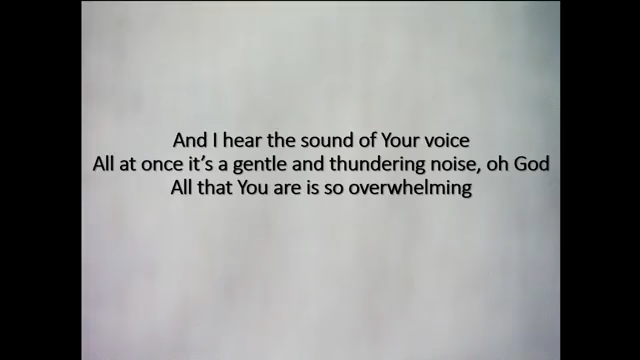 And I hear the sound of Your voice
All at once it’s a gentle and thundering noise, oh God
All that You are is so overwhelming